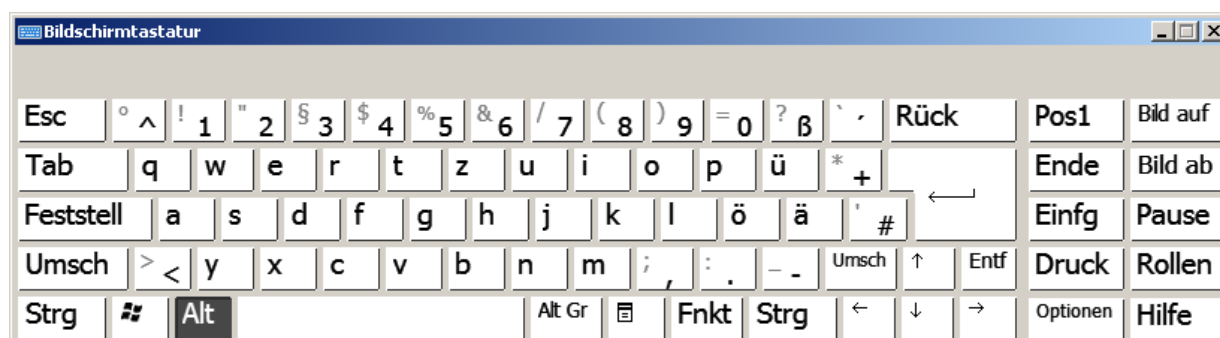 Bildschirmtastatur
Esc ° ^ ! 1 " 2 § 3 $ 4 % 5 & 6 / 7 ( 8 ) 9 = 0 ? ß ` ´ Rück Pos1 Bild auf
Tab q w e r t z u i o p ü * + Ende Bild ab
Feststell a s d f g h j k l ö ä ' # Einfg Pause
Umsch > < y x c v b n m ; , : . _ - Umsch ↑ Entf Druck Rollen
Strg Alt Alt Gr Fnkt Strg ← ↓ → Optionen Hilfe